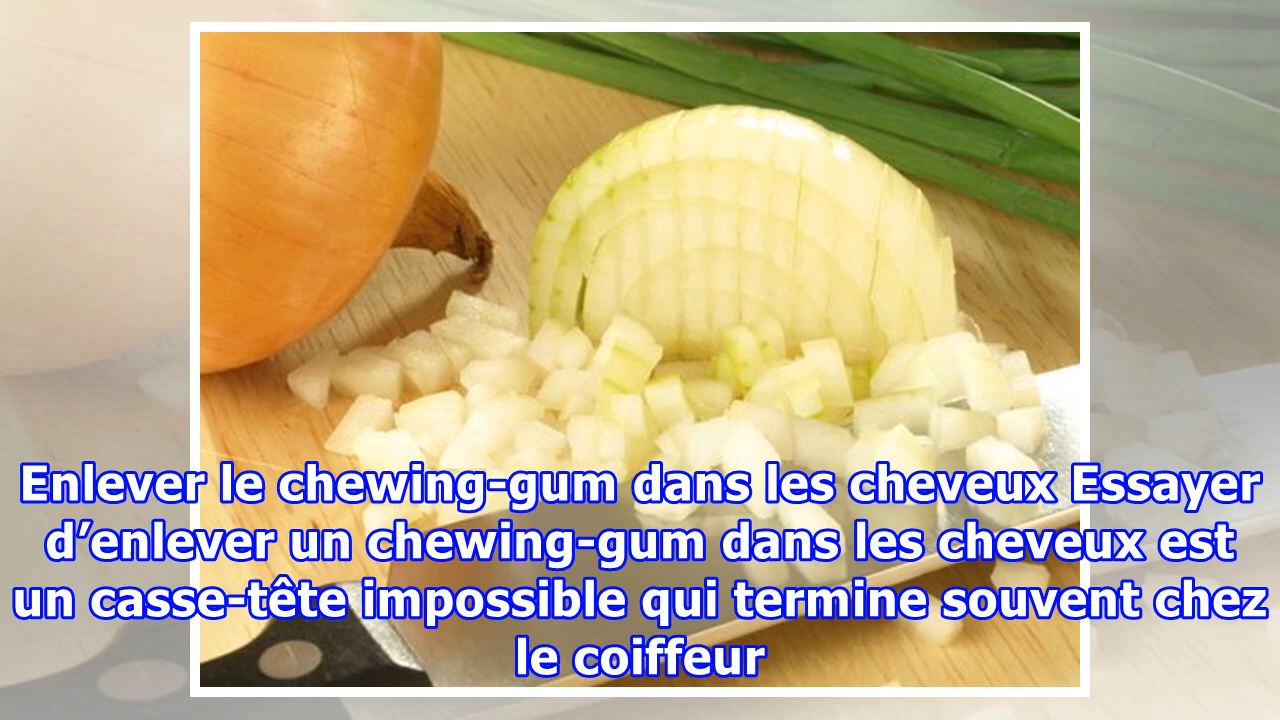 Enlever le chewing-gum dans les cheveux Essayer
d’enlever un chewing-gum dans les cheveux est
un casse-tête impossible qui termine souvent chez
le coiffeur